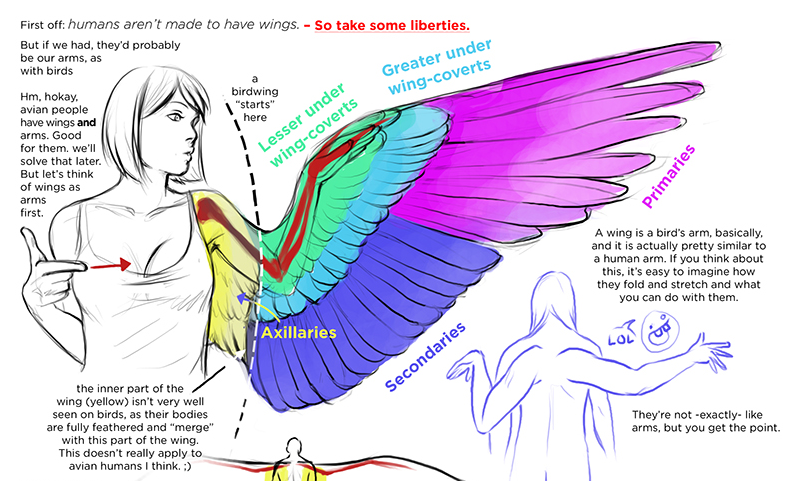 First off: humans aren't made to have wings. – So take some liberties.
But if we had, they'd probably
be our arms, as
with birds
Hm, hokay,
avian people
have wings and
arms. Good
for them. we'll
solve that later.
But let's think
of wings as
arms
first.
a
birdwing
"starts"
here
Lesser under
wing-coverts
Greater under
wing-coverts
Primaries
Axillaries
Secondaries
A wing is a bird's arm, basically,
and it is actually pretty similar to
a human arm. If you think about
this, it's easy to imagine how
they fold and stretch and what
you can do with them.
LOL
They're not -exactly- like
arms, but you get the point.
the inner part of the
wing (yellow) isn't very well
seen on birds, as their bodies
are fully feathered and "merge"
with this part of the wing.
This doesn't really apply to
avian humans I think. ;)